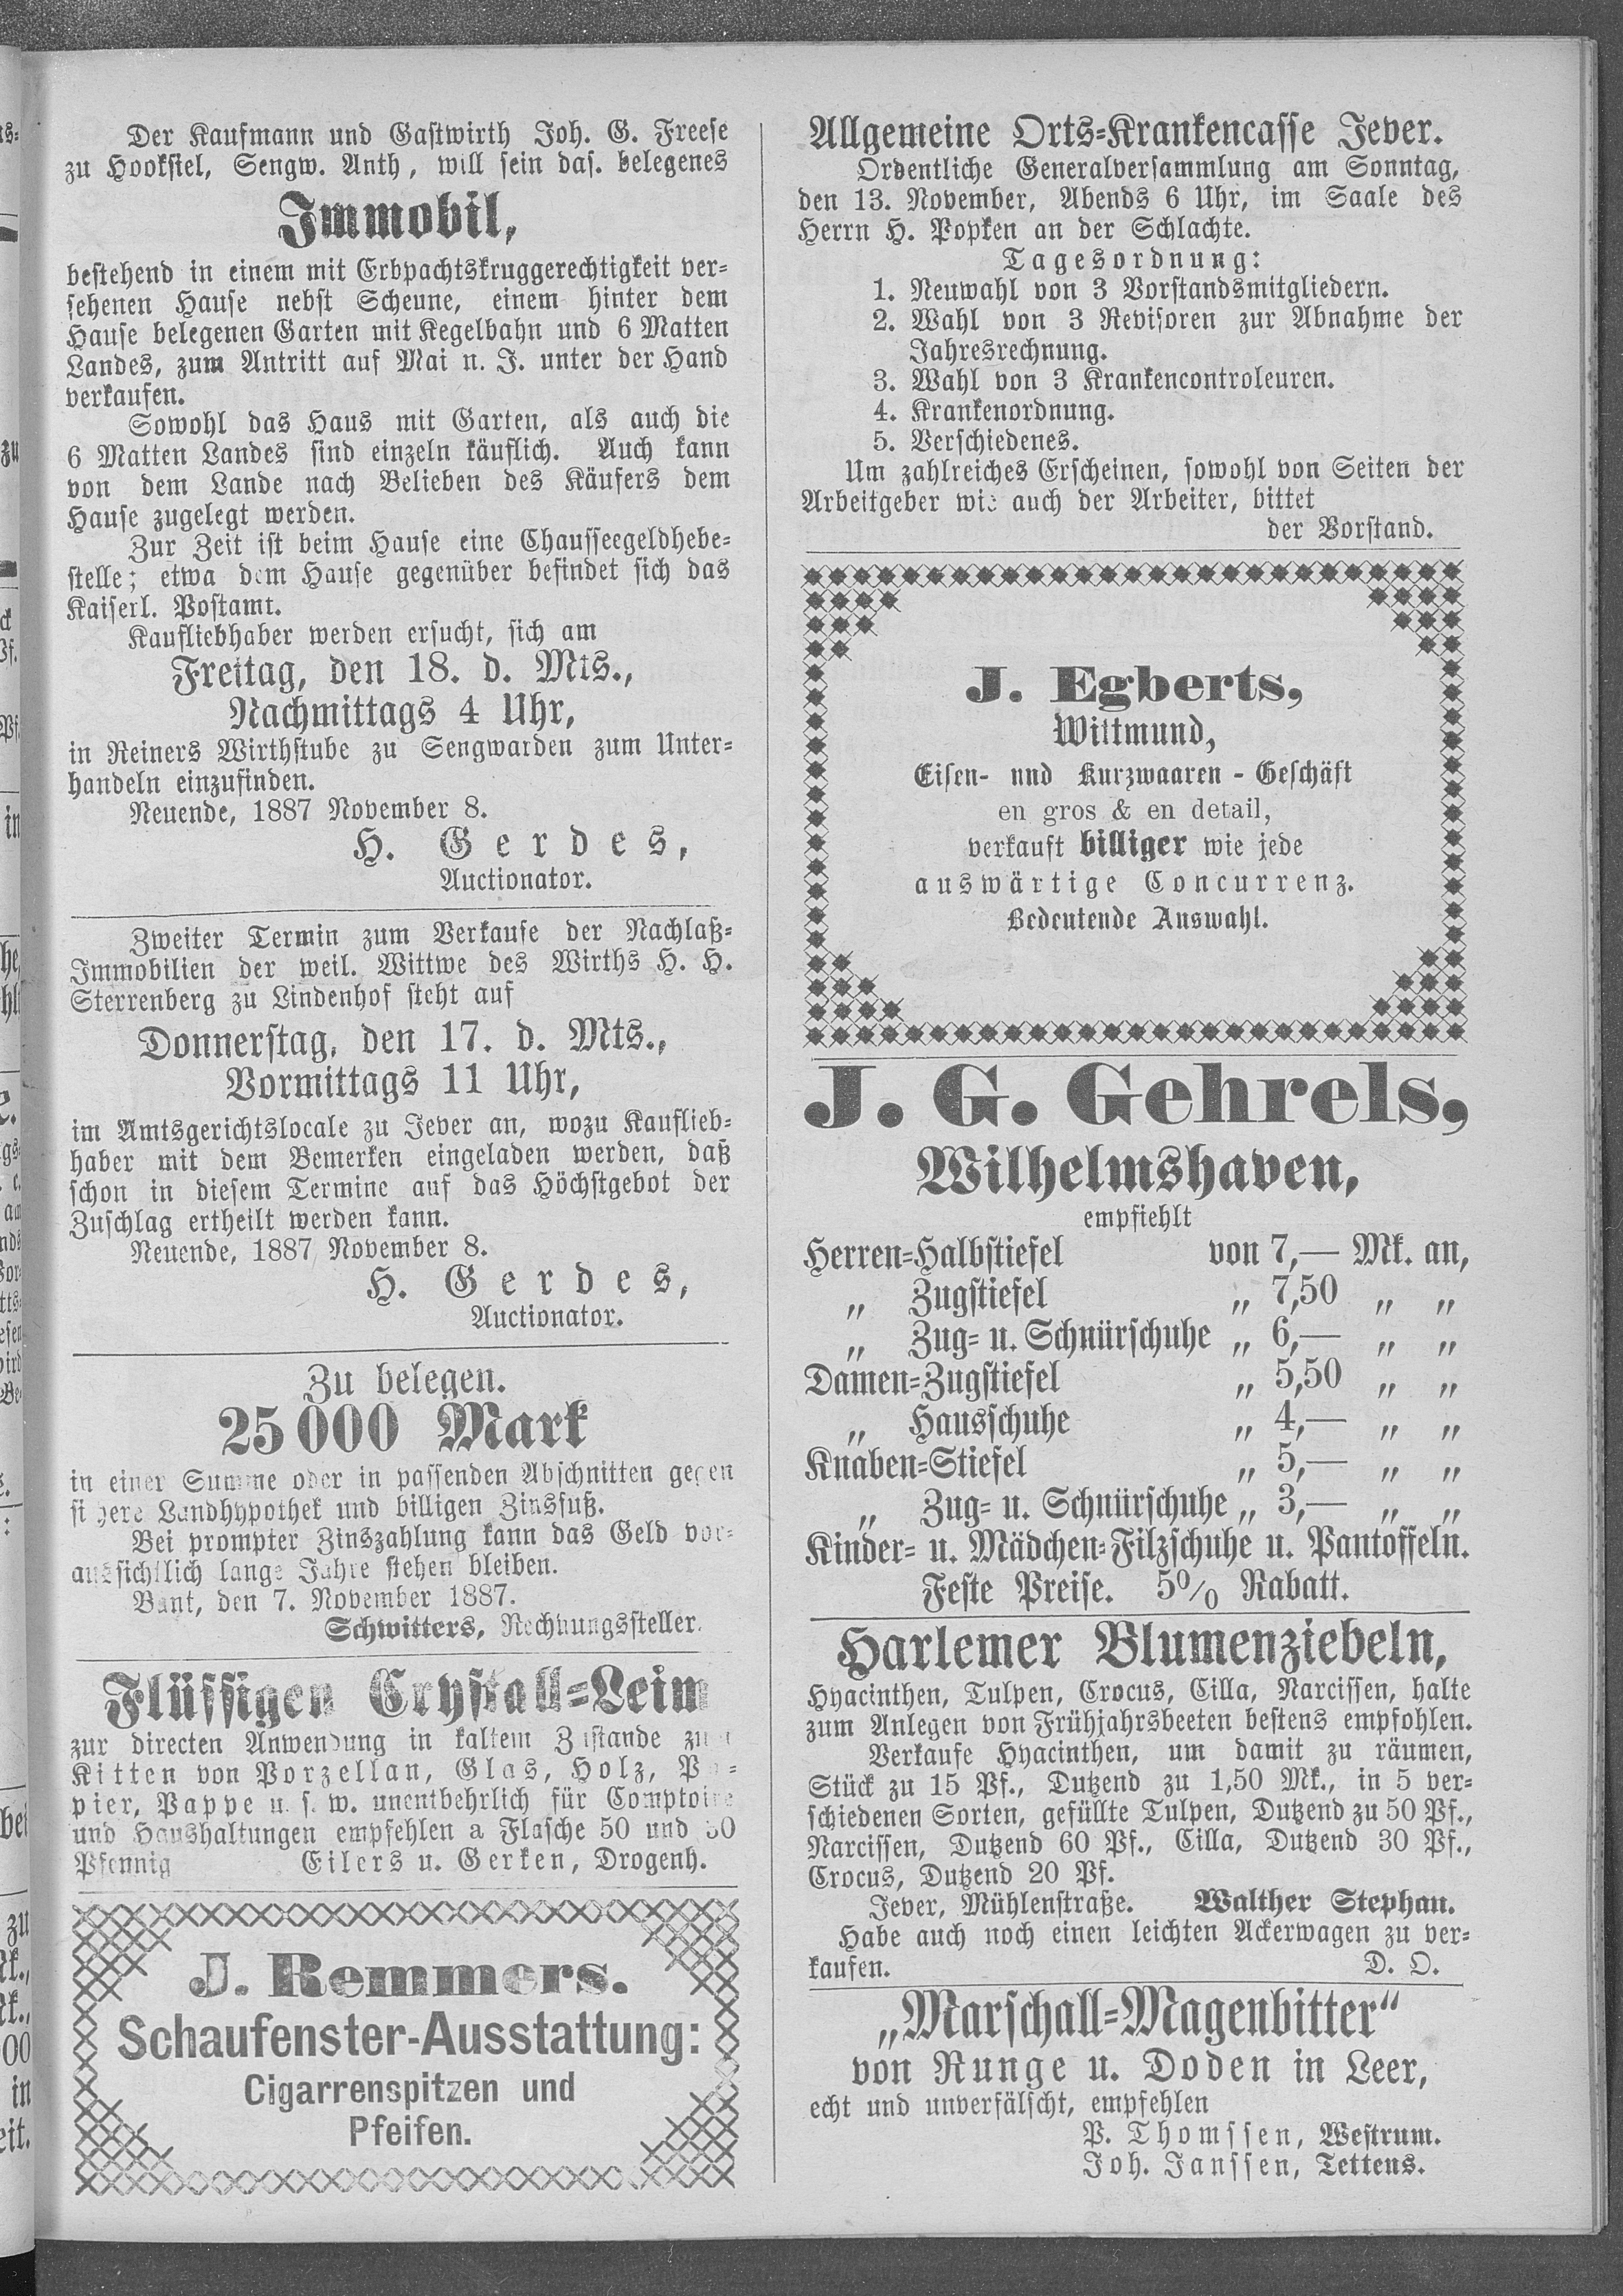 Der Kaufmann und Gastwirth Joh. G. Freese
zu Hooksiel, Sengw. Anth, will sein das. belegenes
Immobil,
bestehend in einem mit Erbpachtskruggerechtigkeit ver-
sehenen Hause nebst Scheune, einem hinter dem
Hause belegenen Garten mit Kegelbahn und 6 Matten
Landes, zum Antritt auf Mai n. J. unter der Hand
verkaufen.
Sowohl das Haus mit Garten, als auch die
6 Matten Landes sind einzeln käuflich. Auch kann
von dem Lande nach Belieben des Käufers dem
Hause zugelegt werden.
Zur Zeit ist beim Hause eine Chausseegeldhebe-
stelle; etwa dem Hause gegenüber befindet sich das
Kaiserl. Postamt.
Kaufliebhaber werden ersucht, sich am
Freitag, den 18. d. Mts.,
Nachmittags 4 Uhr,
in Reiners Wirthstube zu Sengwarden zum Unter-
handeln einzufinden.
Neuende, 1887 November 8.
H. Gerdes,
Auctionator.
Zweiter Termin zum Verkaufe der Nachlaß-
Immobilien der weil. Wittwe des Wirths H. H.
Sterrenberg zu Lindenhof steht auf
Donnerstag, den 17. d. Mts.,
Vormittags 11 Uhr,
im Amtsgerichtslocale zu Jever an, wozu Kauflieb-
haber mit dem Bemerken eingeladen werden, daß
schon in diesem Termine auf das Höchstgebot der
Zuschlag ertheilt werden kann.
Neuende, 1887 November 8.
H. Gerdes,
Auctionator.
Zu belegen.
25 000 Mark
in einer Summe oder in passenden Abschnitten gegen
sichere Landhypothek und billigen Zinsfuß.
Bei prompter Zinszahlung kann das Geld vor-
aussichtlich lange Jahre stehen bleiben.
Bant, den 7. November 1887.
Schwitters, Rechnungssteller.
Flüssigen Crystall-Leim
zur directen Anwendung in kaltem Zustande zum
Kitten von Porzellan, Glas, Holz, Pa-
pier, Pappe u. s. w. unentbehrlich für Comptoire
und Haushaltungen empfehlen a Flasche 50 und 30
Pfennig Eilers u. Gerken, Drogenh.
J. Remmers.
Schaufenster-Ausstattung:
Cigarrenspitzen und
Pfeifen.
Allgemeine Orts-Krankencasse Jever.
Ordentliche Generalversammlung am Sonntag,
den 13. November, Abends 6 Uhr, im Saale des
Herrn H. Popken an der Schlachte.
Tagesordnung:
1. Neuwahl von 3 Vorstandsmitgliedern.
2. Wahl von 3 Revisoren zur Abnahme der
Jahresrechnung.
3. Wahl von 3 Krankencontroleuren.
4. Krankenordnung.
5. Verschiedenes.
Um zahlreiches Erscheinen, sowohl von Seiten der
Arbeitgeber wie auch der Arbeiter, bittet
der Vorstand.
J. Egberts,
Wittmund,
Eisen- und Kurzwaaren-Geschäft
en gros & en detail,
verkauft billiger wie jede
auswärtige Concurrenz.
Bedeutende Auswahl.
J. G. Gehrels,
Wilhelmshaven,
empfiehlt
Herren-Halbstiefel von 7,— Mk. an,
„ Zugstiefel „ 7,50 „ „
„ Zug- u. Schnürschuhe „ 6,— „ „
Damen-Zugstiefel „ 5,50 „ „
„ Hausschuhe „ 4,— „ „
Knaben-Stiefel „ 5,— „ „
„ Zug- u. Schnürschuhe „ 3,— „ „
Kinder- u. Mädchen-Filzschuhe u. Pantoffeln.
Feste Preise. 5% Rabatt.
Harlemer Blumenziebeln,
Hyacinthen, Tulpen, Crocus, Cilla, Narcissen, halte
zum Anlegen von Frühjahrsbeeten bestens empfohlen.
Verkaufe Hyacinthen, um damit zu räumen,
Stück zu 15 Pf., Dutzend zu 1,50 Mk., in 5 ver-
schiedenen Sorten, gefüllte Tulpen, Dutzend zu 50 Pf.,
Narcissen, Dutzend 60 Pf., Cilla, Dutzend 30 Pf.,
Crocus, Dutzend 20 Pf.
Jever, Mühlenstraße. Walther Stephan.
Habe auch noch einen leichten Ackerwagen zu ver-
kaufen. D. O.
„Marschall-Magenbitter“
von Runge u. Doden in Leer,
echt und unverfälscht, empfehlen
P. Thomssen, Westrum.
Joh. Janssen, Tettens.